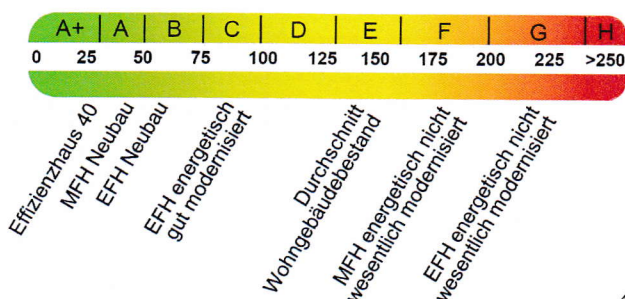 A+ A B C D E F G H
0 25 50 75 100 125 150 175 200 225 >250
Effizienzhaus 40
MFH Neubau
EFH Neubau
EFH energetisch
gut modernisiert
Durchschnitt
Wohngebäudebestand
MFH energetisch nicht
wesentlich modernisiert
EFH energetisch nicht
wesentlich modernisiert